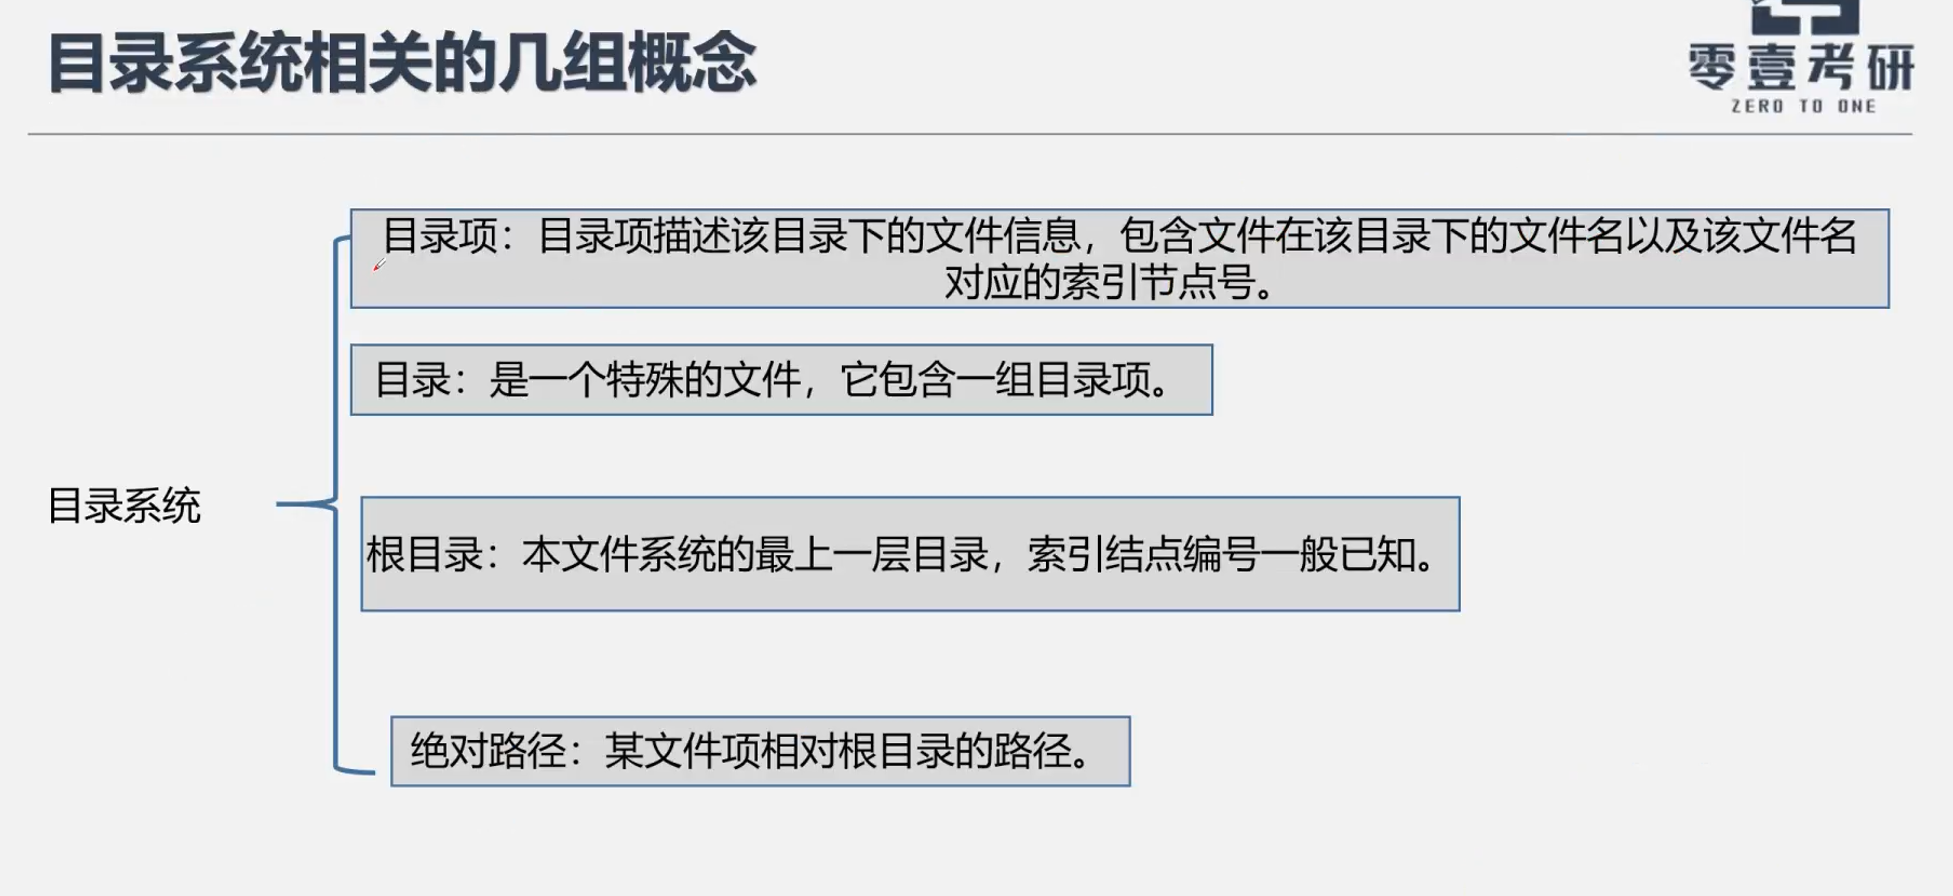 目录系统相关的几组概念
零壹考研
ZERO TO ONE
目录项：目录项描述该目录下的文件信息，包含文件在该目录下的文件名以及该文件名
对应的索引节点号。
目录：是一个特殊的文件，它包含一组目录项。
目录系统
根目录：本文件系统的最上一层目录，索引结点编号一般已知。
绝对路径：某文件项相对根目录的路径。